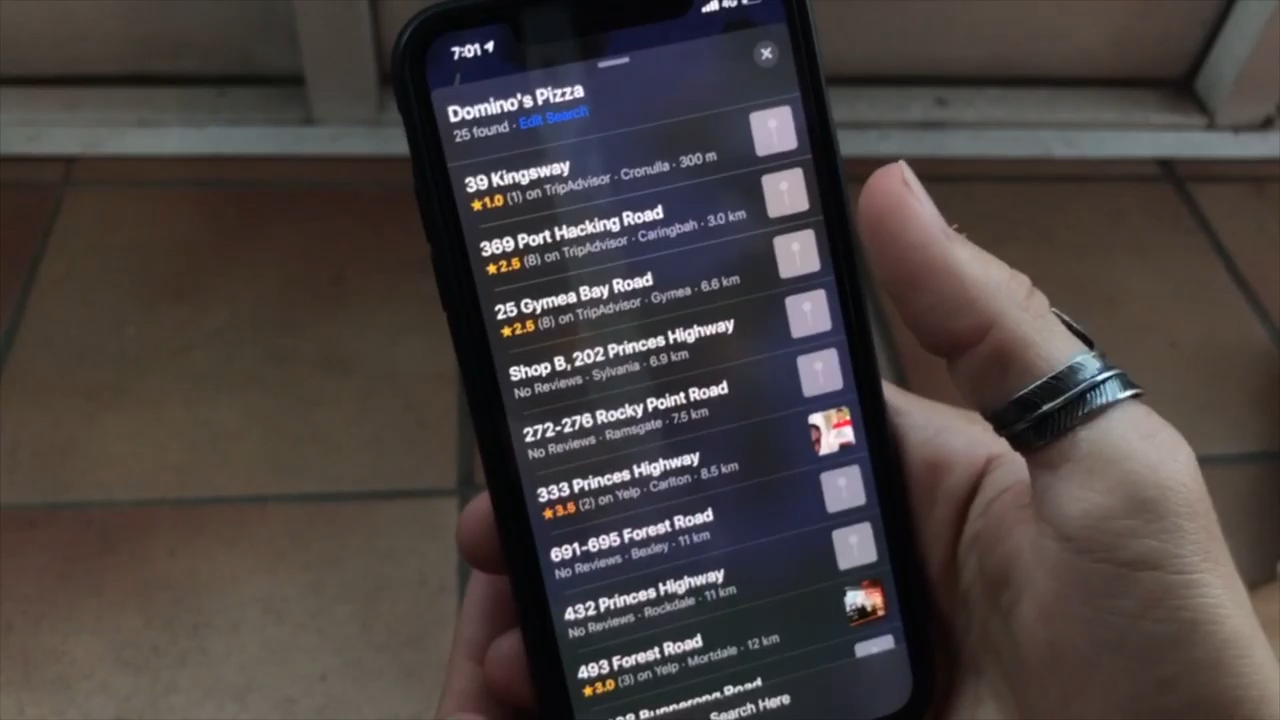 7:01
4G
Domino's Pizza
25 found · Edit Search
39 Kingsway
★1.0 (1) on TripAdvisor · Cronulla · 300 m
369 Port Hacking Road
★2.5 (8) on TripAdvisor · Caringbah · 3.0 km
25 Gymea Bay Road
★2.5 (8) on TripAdvisor · Gymea · 6.6 km
Shop B, 202 Princes Highway
No Reviews · Sylvania · 6.9 km
272-276 Rocky Point Road
No Reviews · Ramsgate · 7.5 km
333 Princes Highway
★3.5 (2) on Yelp · Carlton · 8.5 km
691-695 Forest Road
No Reviews · Bexley · 11 km
432 Princes Highway
No Reviews · Rockdale · 11 km
493 Forest Road
★3.0 (3) on Yelp · Mortdale · 12 km
Bunnerong Road
Search Here